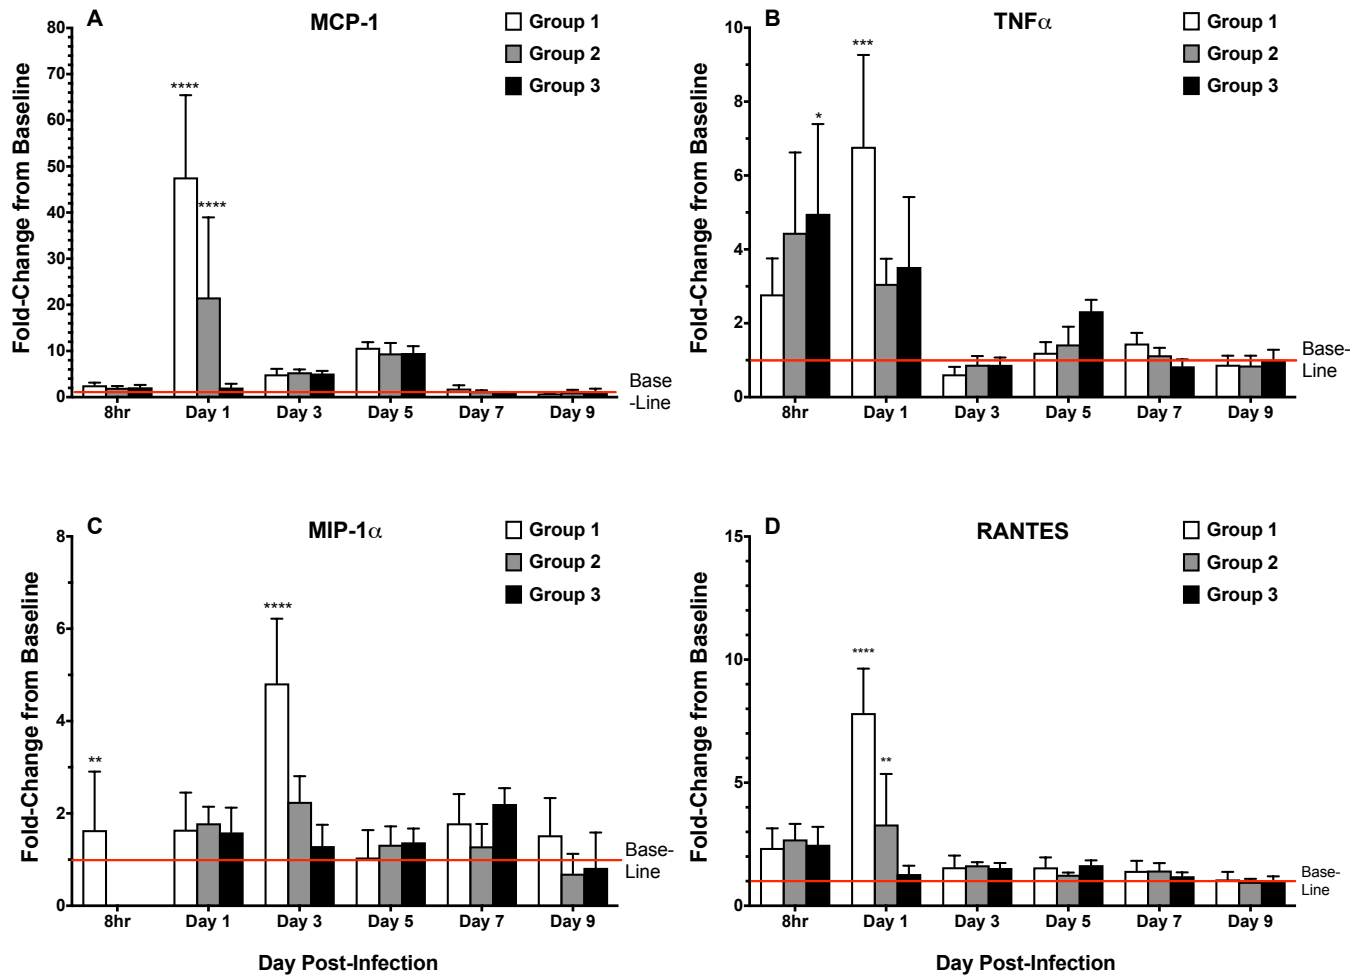 A
MCP-1
Group 1
Group 2
Group 3
Fold-Change from Baseline
80
70
60
50
40
30
20
10
0
****
****
Base
-Line
8hr
Day 1
Day 3
Day 5
Day 7
Day 9
B
TNFα
Group 1
Group 2
Group 3
Fold-Change from Baseline
10
8
6
4
2
0
*
***
Base-
Line
8hr
Day 1
Day 3
Day 5
Day 7
Day 9
C
MIP-1α
Group 1
Group 2
Group 3
Fold-Change from Baseline
8
6
4
2
0
**
****
Base-
Line
8hr
Day 1
Day 3
Day 5
Day 7
Day 9
Day Post-Infection
D
RANTES
Group 1
Group 2
Group 3
Fold-Change from Baseline
15
10
5
0
****
**
Base-
Line
8hr
Day 1
Day 3
Day 5
Day 7
Day 9
Day Post-Infection